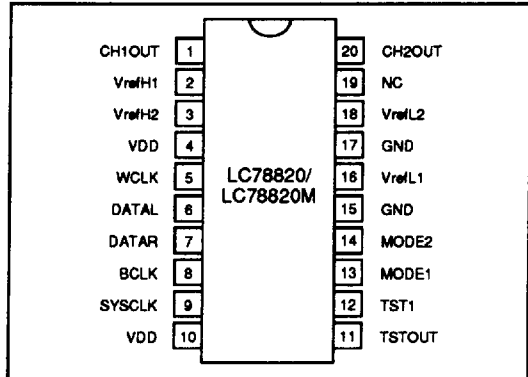 CH1OUT 1 20 CH2OUT
VrefH1 2 19 NC
VrefH2 3 18 VrefL2
VDD 4 17 GND
WCLK 5 16 VrefL1
LC78820/
LC78820M
DATAL 6 15 GND
DATAR 7 14 MODE2
BCLK 8 13 MODE1
SYSCLK 9 12 TST1
VDD 10 11 TSTOUT